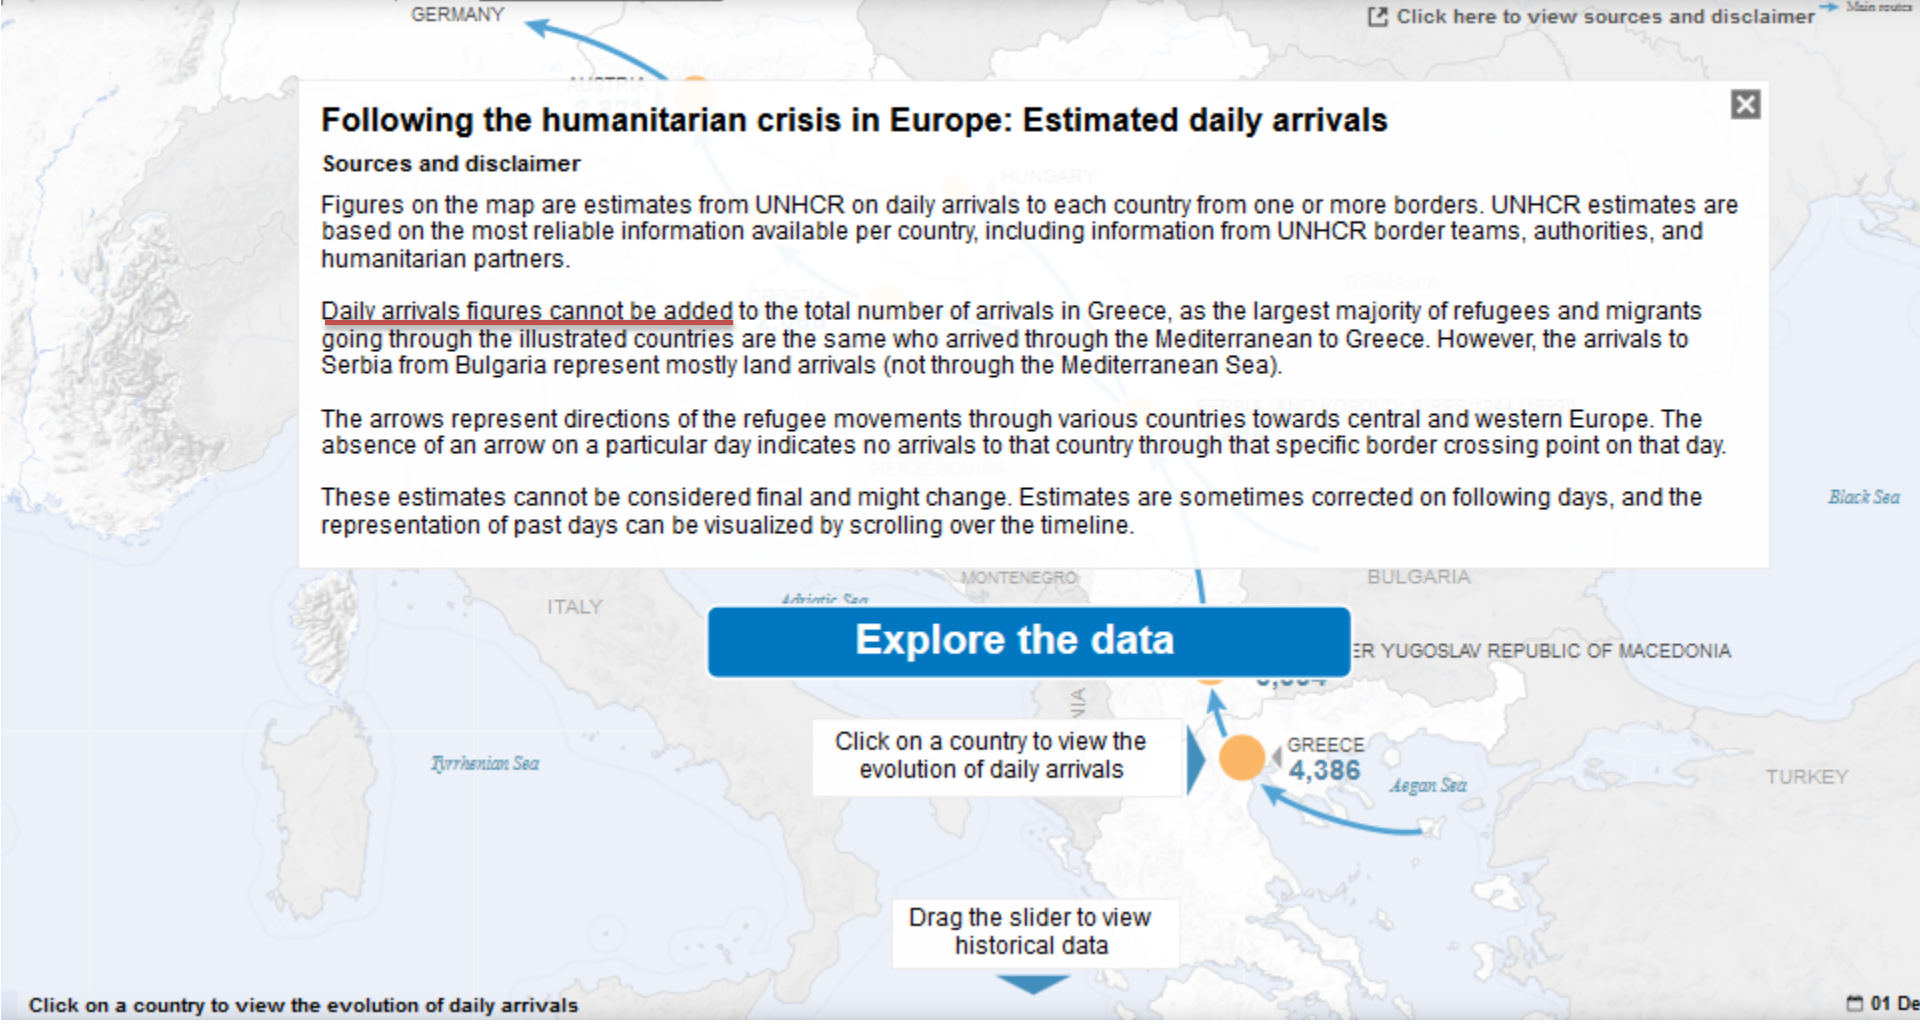 GERMANY
Click here to view sources and disclaimer
Main routes
AUSTRIA
Following the humanitarian crisis in Europe: Estimated daily arrivals
Sources and disclaimer
HUNGARY
Figures on the map are estimates from UNHCR on daily arrivals to each country from one or more borders. UNHCR estimates are
based on the most reliable information available per country, including information from UNHCR border teams, authorities, and
humanitarian partners.
ROMANIA
CROATIA
Daily arrivals figures cannot be added to the total number of arrivals in Greece, as the largest majority of refugees and migrants
going through the illustrated countries are the same who arrived through the Mediterranean to Greece. However, the arrivals to
Serbia from Bulgaria represent mostly land arrivals (not through the Mediterranean Sea).
The arrows represent directions of the refugee movements through various countries towards central and western Europe. The
absence of an arrow on a particular day indicates no arrivals to that country through that specific border crossing point on that day.
These estimates cannot be considered final and might change. Estimates are sometimes corrected on following days, and the
representation of past days can be visualized by scrolling over the timeline.
Black Sea
MONTENEGRO
BULGARIA
ITALY
Adriatic Sea
Explore the data
ER YUGOSLAV REPUBLIC OF MACEDONIA
NIA
Click on a country to view the
evolution of daily arrivals
GREECE
4,386
Aegan Sea
Tyrrhenian Sea
TURKEY
Drag the slider to view
historical data
Click on a country to view the evolution of daily arrivals
01 De